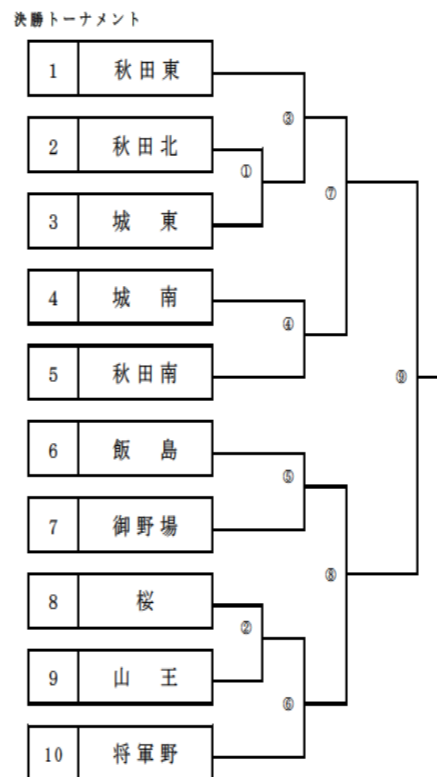 決勝トーナメント
1 秋田東
2 秋田北
3 城 東
4 城 南
5 秋田南
6 飯 島
7 御野場
8 桜
9 山 王
10 将軍野
①
②
③
④
⑤
⑥
⑦
⑧
⑨